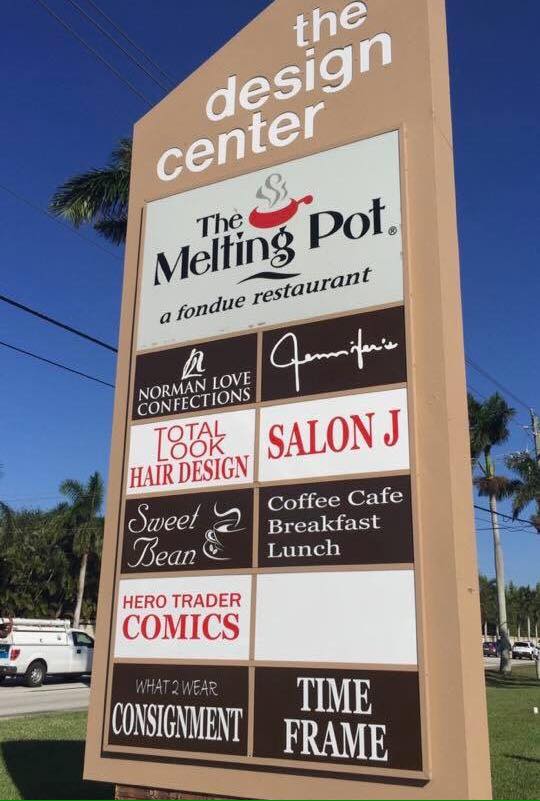 the
design
center
The
Melting Pot®
a fondue restaurant
NORMAN LOVE
CONFECTIONS
Jennifer's
TOTAL
LOOK
HAIR DESIGN
SALON J
Sweet
Bean
Coffee Cafe
Breakfast
Lunch
HERO TRADER
COMICS
WHAT 2 WEAR
CONSIGNMENT
TIME
FRAME